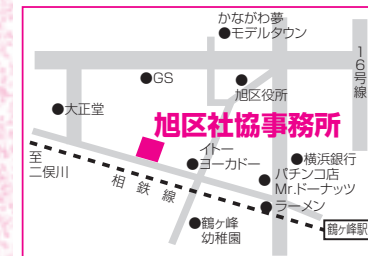 かながわ夢
●モデルタウン
16号線
●GS
旭区役所
●大正堂
旭区社協事務所
イトー
●ヨーカドー
●横浜銀行
至
二俣川
パチンコ店
Mr.ドーナッツ
相鉄線
ラーメン
●鶴ヶ峰
幼稚園
鶴ヶ峰駅